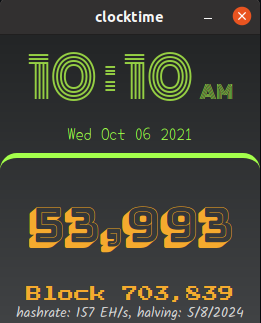 clocktime
10:10 AM
Wed Oct 06 2021
53,993
Block 703,839
hashrate: 157 EH/s, halving: 5/8/2024